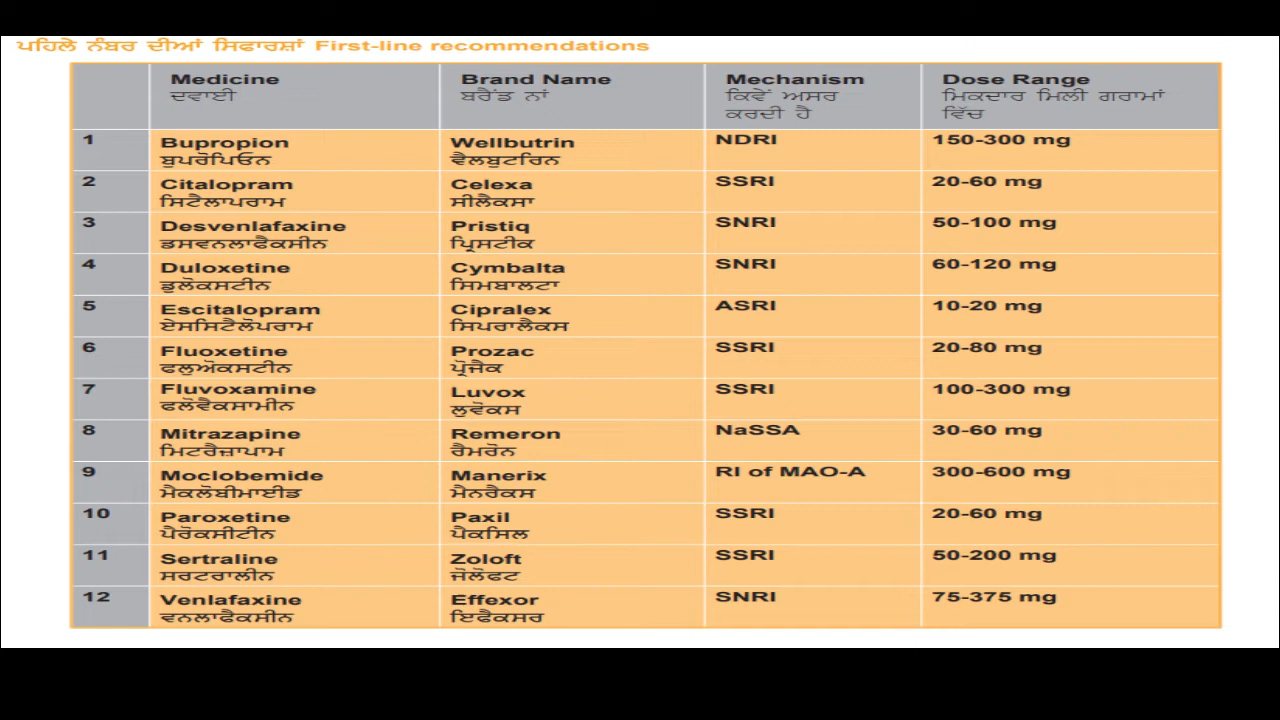 ਪਹਿਲੇ ਨੰਬਰ ਦੀਆਂ ਸਿਫਾਰਸ਼ਾਂ First-line recommendations
Medicine Brand Name Mechanism Dose Range
ਦਵਾਈ ਬਰੈਂਡ ਨਾਂ ਕਿਵੇਂ ਅਸਰ ਮਿਕਦਾਰ ਮਿਲੀ ਗਰਾਮਾਂ
ਕਰਦੀ ਹੈ ਵਿੱਚ
1 Bupropion Wellbutrin NDRI 150-300 mg
ਬੁਪਰੋਪਿਓਨ ਵੈਲਬੁਟਰਿਨ
2 Citalopram Celexa SSRI 20-60 mg
ਸਿਟੈਲਾਪਰਾਮ ਸੀਲੈਕਸਾ
3 Desvenlafaxine Pristiq SNRI 50-100 mg
ਡਸਵਨਲਾਫੈਕਸੀਨ ਪ੍ਰਿਸਟੀਕ
4 Duloxetine Cymbalta SNRI 60-120 mg
ਡੁਲੋਕਸਟੀਨ ਸਿਮਬਾਲਟਾ
5 Escitalopram Cipralex ASRI 10-20 mg
ਏਸਸਿਟੈਲੋਪਰਾਮ ਸਿਪਰਾਲੈਕਸ
6 Fluoxetine Prozac SSRI 20-80 mg
ਫਲੁਔਕਸਟੀਨ ਪ੍ਰੋਜੈਕ
7 Fluvoxamine Luvox SSRI 100-300 mg
ਫਲੋਵੈਕਸਾਮੀਨ ਲੁਵੋਕਸ
8 Mitrazapine Remeron NaSSA 30-60 mg
ਮਿਟਰੈਜ਼ਾਪਾਮ ਰੈਮਰੋਨ
9 Moclobemide Manerix RI of MAO-A 300-600 mg
ਮੈਕਲੋਬੀਮਾਈਡ ਮੈਨਰੈਕਸ
10 Paroxetine Paxil SSRI 20-60 mg
ਪੈਰੋਕਸੀਟੀਨ ਪੈਕਸਿਲ
11 Sertraline Zoloft SSRI 50-200 mg
ਸਰਟਰਾਲੀਨ ਜੋਲੋਫਟ
12 Venlafaxine Effexor SNRI 75-375 mg
ਵਨਲਾਫੈਕਸੀਨ ਇਫੈਕਸਰ